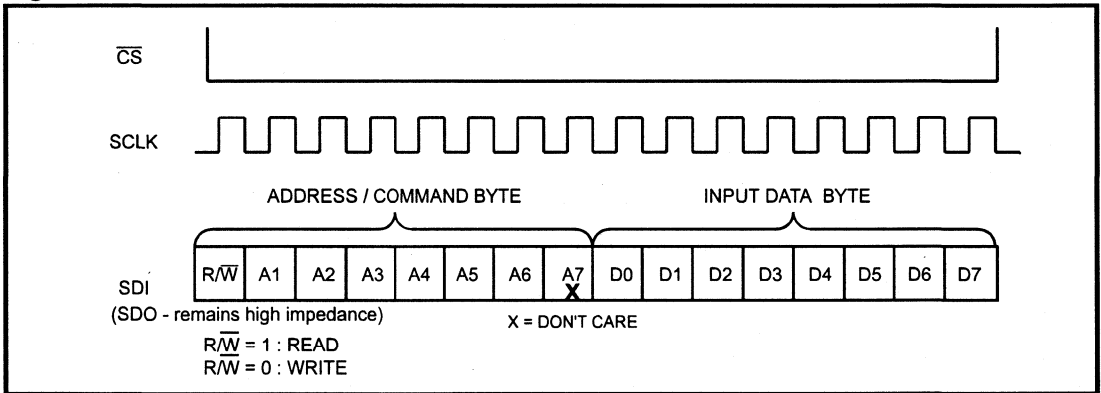 CS
SCLK
ADDRESS / COMMAND BYTE
INPUT DATA BYTE
SDI
R/W A1 A2 A3 A4 A5 A6 A7 D0 D1 D2 D3 D4 D5 D6 D7
X
(SDO - remains high impedance)
X = DON'T CARE
R/W = 1 : READ
R/W = 0 : WRITE